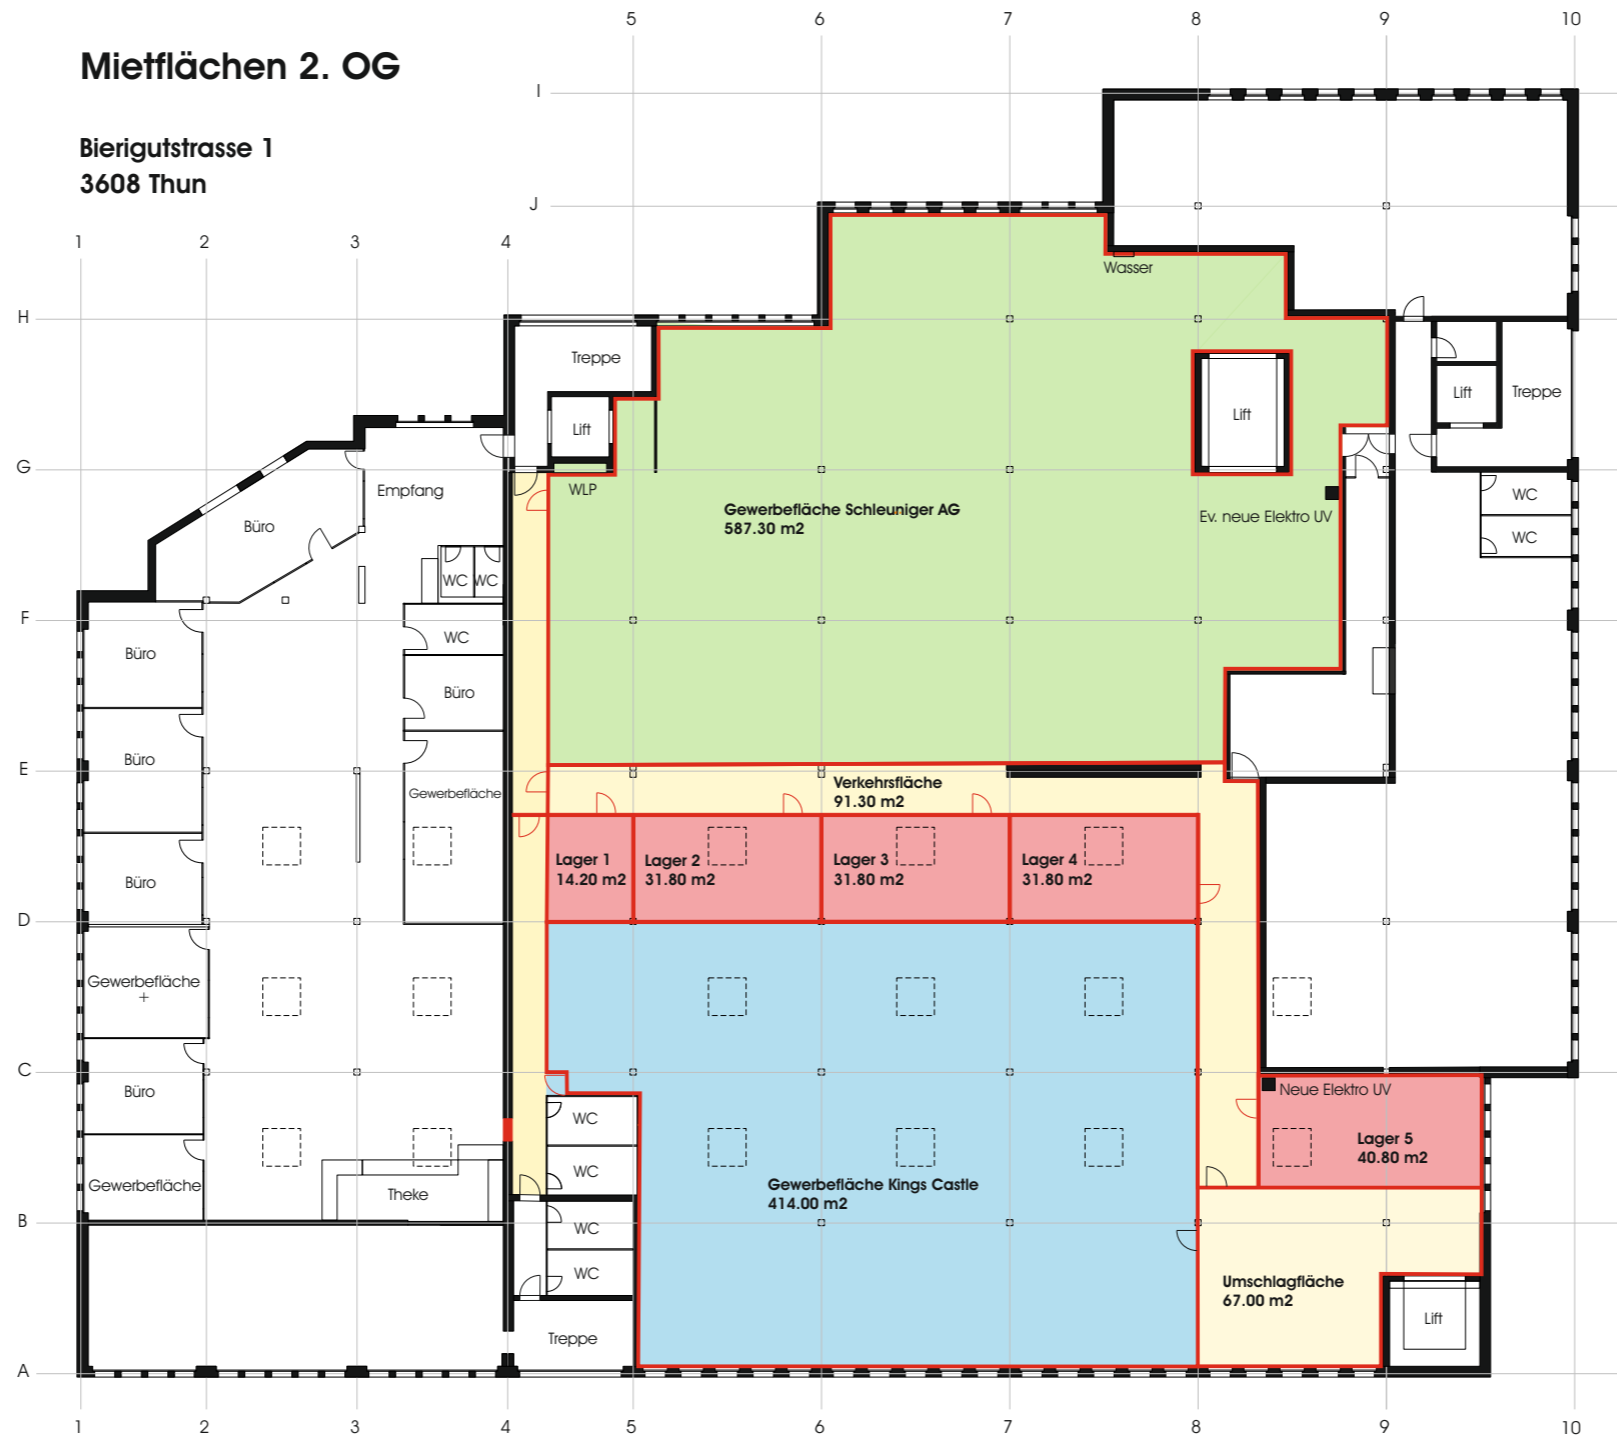 5 6 7 8 9 10
Mietflächen 2. OG
I
Bierigutstrasse 1
3608 Thun
J
1 2 3 4
Wasser
H
Treppe
Lift
Lift
Treppe
Lift
G
Empfang
WLP
WC
Büro
Gewerbefläche Schleuniger AG
587.30 m2
Ev. neue Elektro UV
WC
WC WC
F
WC
Büro
Büro
E
Büro
Verkehrsfläche
91.30 m2
Gewerbefläche
Lager 1
14.20 m2
Lager 2
31.80 m2
Lager 3
31.80 m2
Lager 4
31.80 m2
Büro
D
Gewerbefläche
+
C
Büro
Neue Elektro UV
WC
Lager 5
40.80 m2
WC
Gewerbefläche
Theke
Gewerbefläche Kings Castle
414.00 m2
B
WC
WC
Umschlagfläche
67.00 m2
Lift
Treppe
A
1 2 3 4 5 6 7 8 9 10